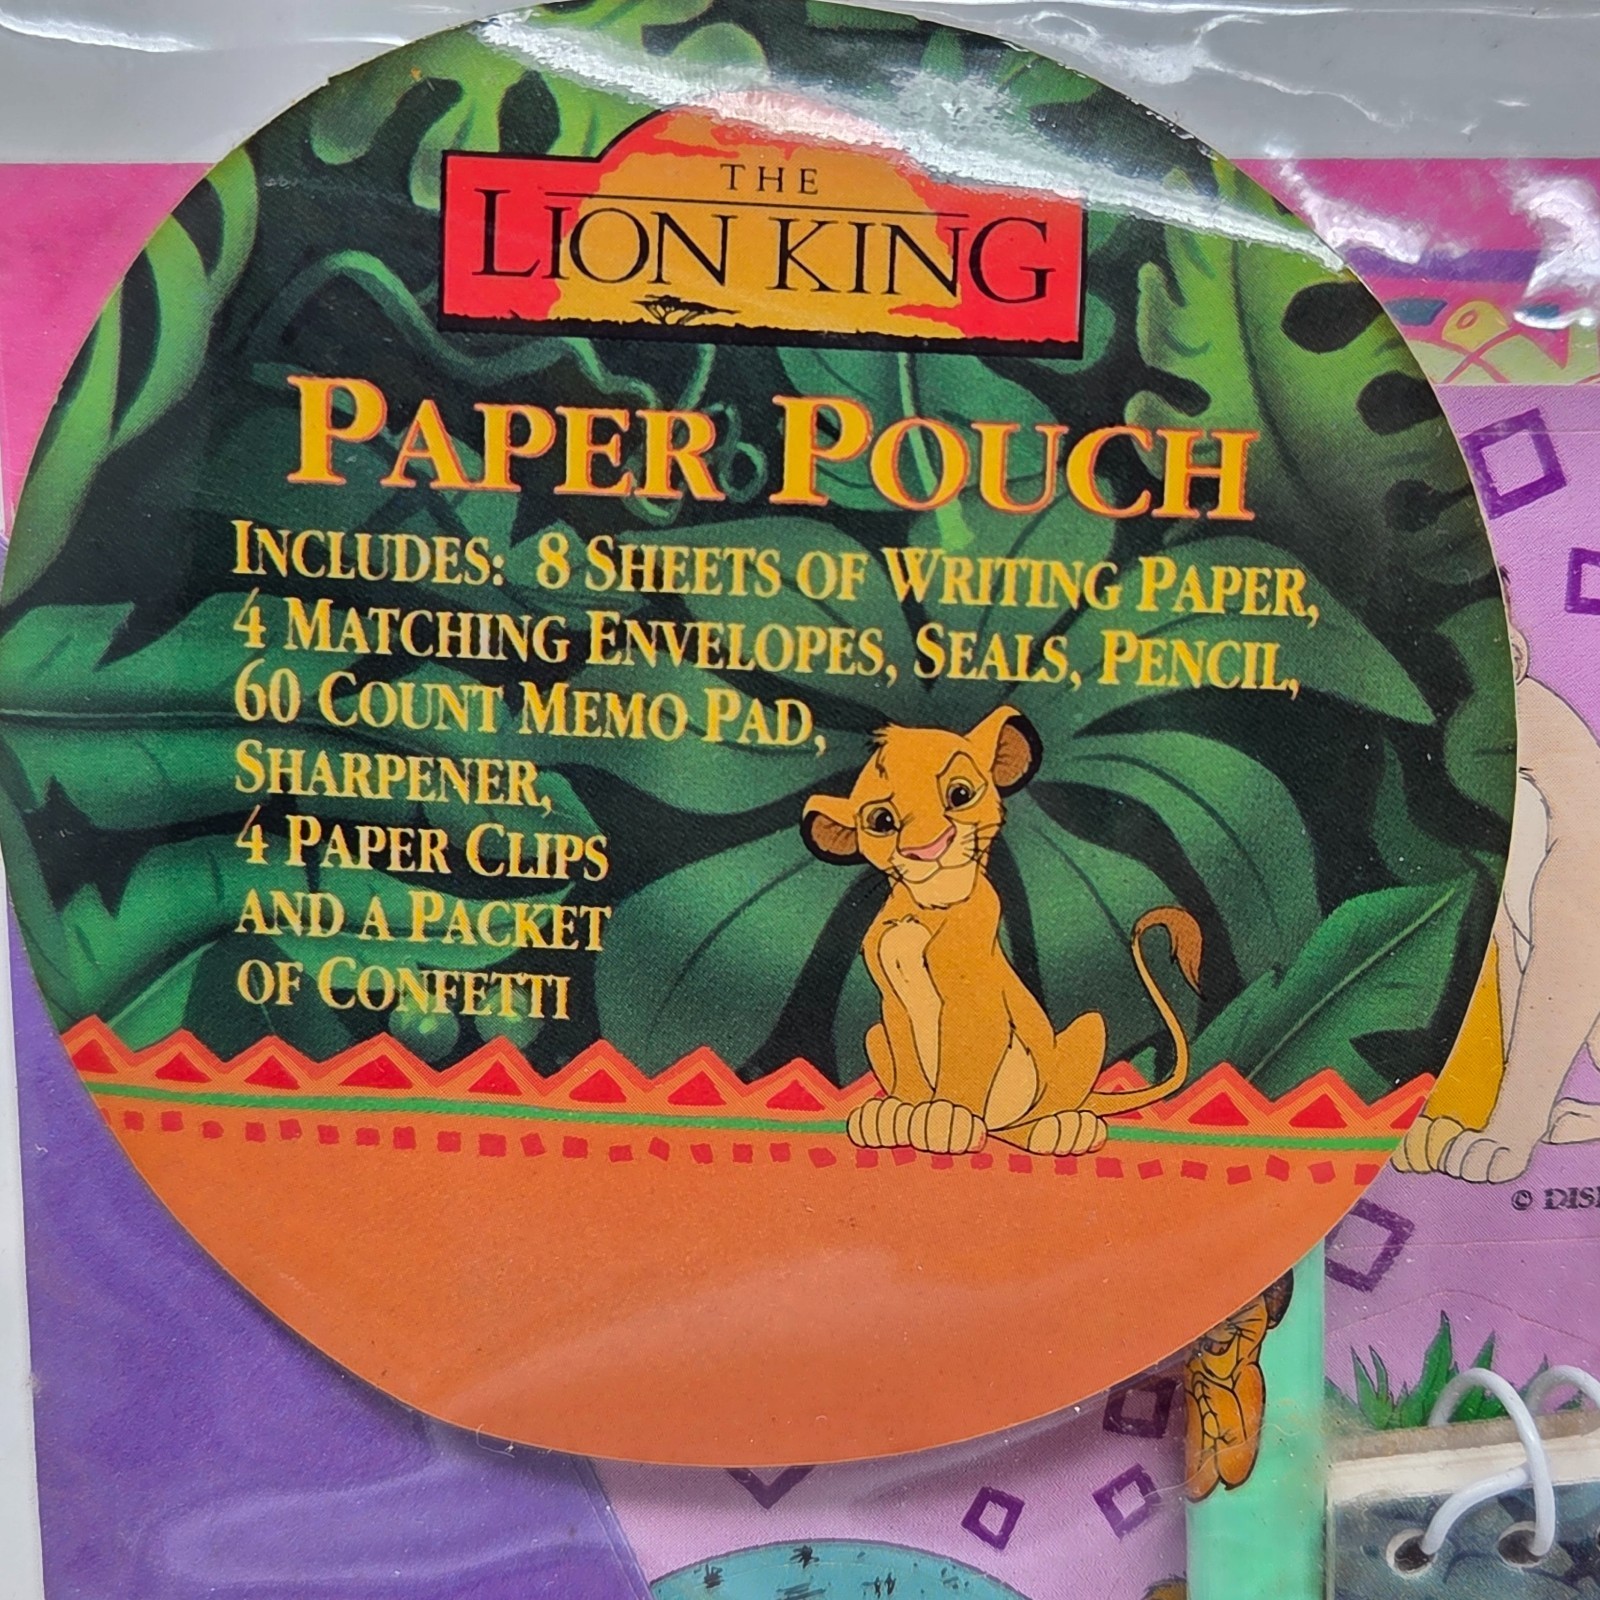 THE
LION KING
PAPER POUCH
INCLUDES: 8 SHEETS OF WRITING PAPER,
4 MATCHING ENVELOPES, SEALS, PENCIL,
60 COUNT MEMO PAD,
SHARPENER,
4 PAPER CLIPS
AND A PACKET
OF CONFETTI
©